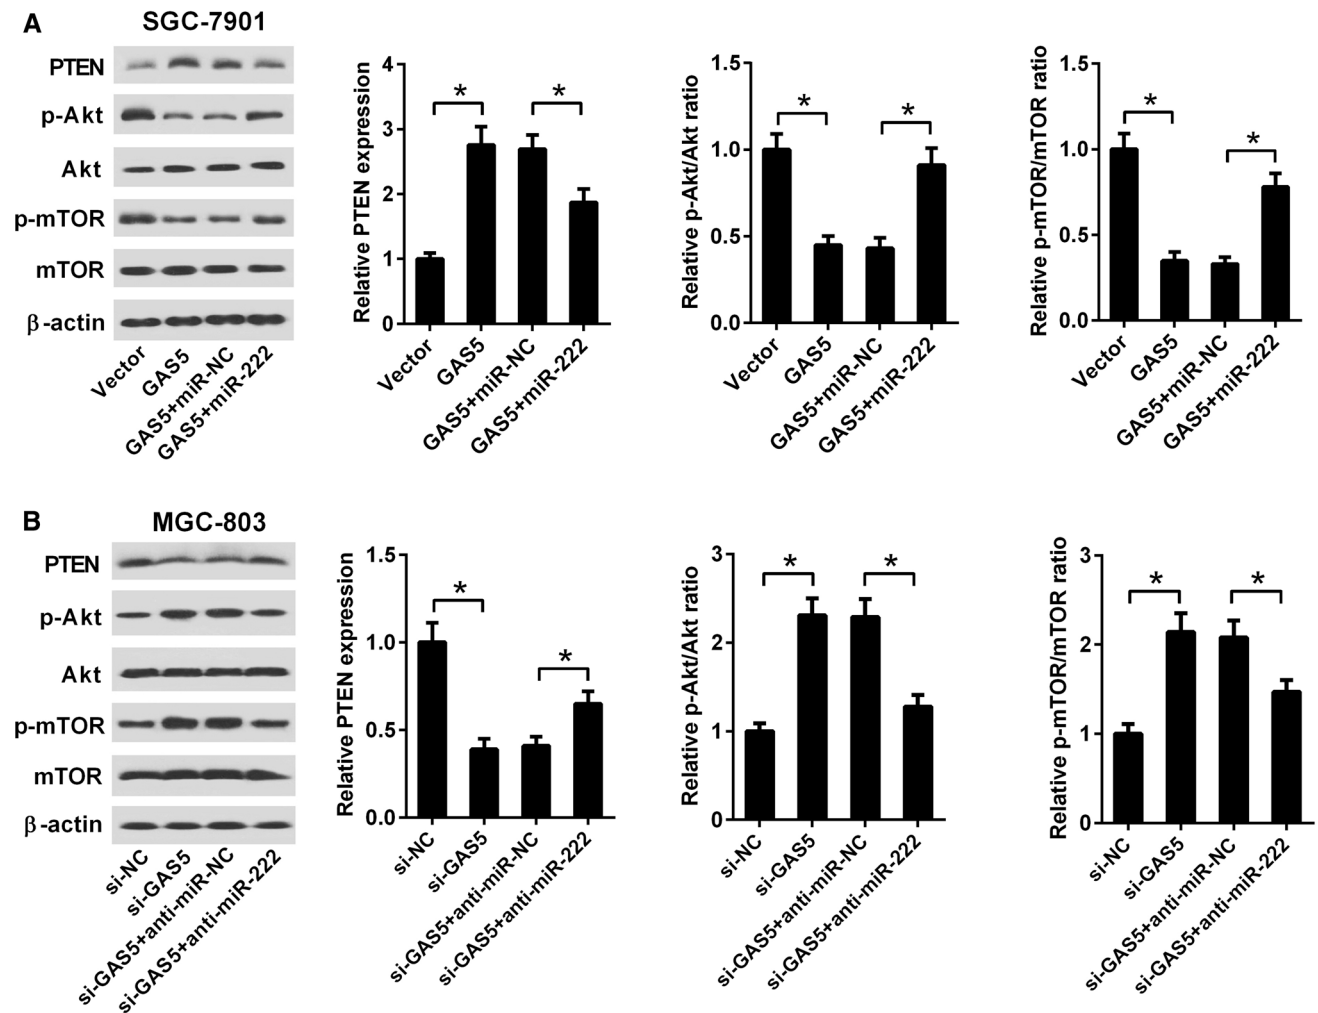 A
SGC-7901
PTEN
p-Akt
Akt
p-mTOR
mTOR
β-actin
Vector
GAS5
GAS5+miR-NC
GAS5+miR-222
Relative PTEN expression
4
3
2
1
0
*
*
Vector
GAS5
GAS5+miR-NC
GAS5+miR-222
Relative p-Akt/Akt ratio
1.5
1.0
0.5
0.0
*
*
Vector
GAS5
GAS5+miR-NC
GAS5+miR-222
Relative p-mTOR/mTOR ratio
1.5
1.0
0.5
0.0
*
*
Vector
GAS5
GAS5+miR-NC
GAS5+miR-222
B
MGC-803
PTEN
p-Akt
Akt
p-mTOR
mTOR
β-actin
si-NC
si-GAS5
si-GAS5+anti-miR-NC
si-GAS5+anti-miR-222
Relative PTEN expression
1.5
1.0
0.5
0.0
*
*
si-NC
si-GAS5
si-GAS5+anti-miR-NC
si-GAS5+anti-miR-222
Relative p-Akt/Akt ratio
3
2
1
0
*
*
si-NC
si-GAS5
si-GAS5+anti-miR-NC
si-GAS5+anti-miR-222
Relative p-mTOR/mTOR ratio
3
2
1
0
*
*
si-NC
si-GAS5
si-GAS5+anti-miR-NC
si-GAS5+anti-miR-222